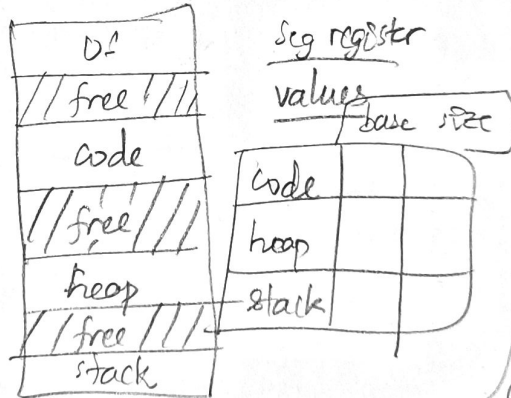 OS
free
code
free
heap
free
stack
seg register
values
base size
code
heap
stack